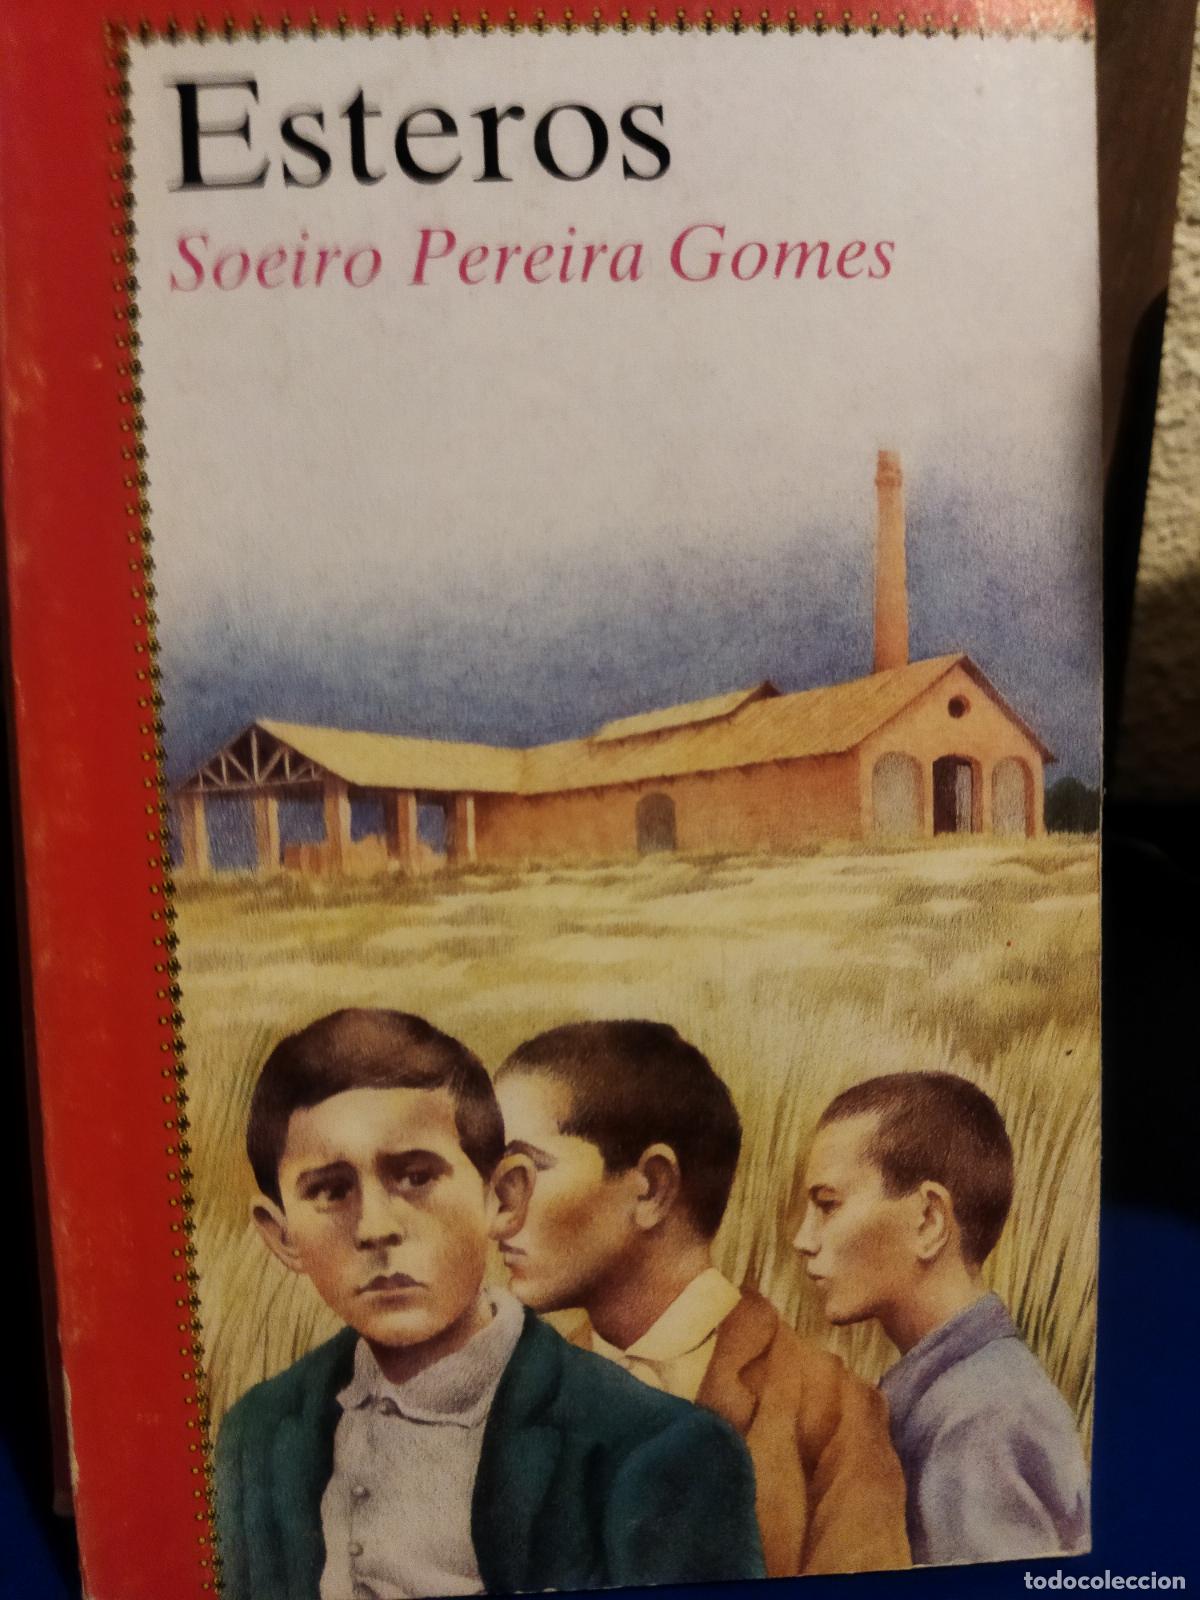 Esteros
Soeiro Pereira Gomes
todocoleccion